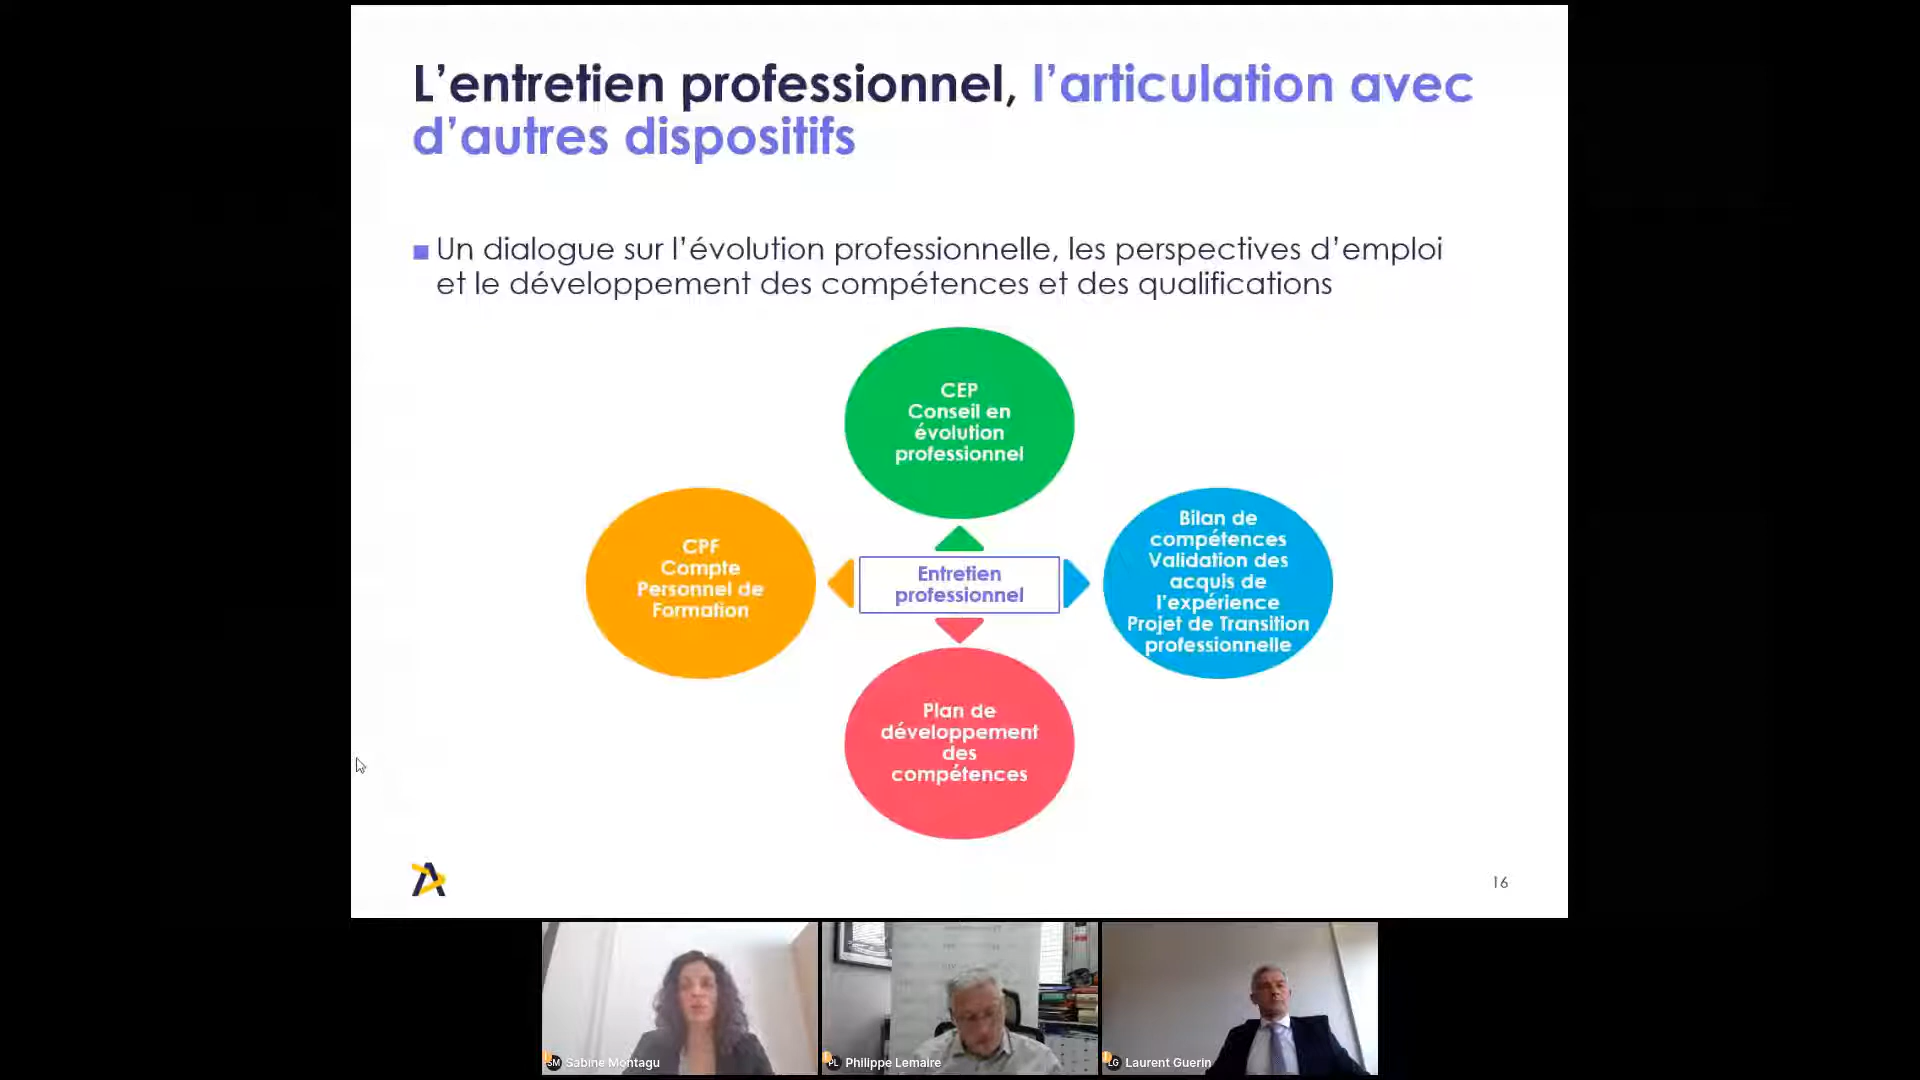 L’entretien professionnel, l’articulation avec
d’autres dispositifs
Un dialogue sur l’évolution professionnelle, les perspectives d’emploi
et le développement des compétences et des qualifications
CEP
Conseil en
évolution
professionnel
CPF
Compte
Personnel de
Formation
Entretien
professionnel
Bilan de
compétences
Validation des
acquis de
l’expérience
Projet de Transition
professionnelle
Plan de
développement
des
compétences
16
SM Sabine Montagu
PL Philippe Lemaire
LG Laurent Guerin